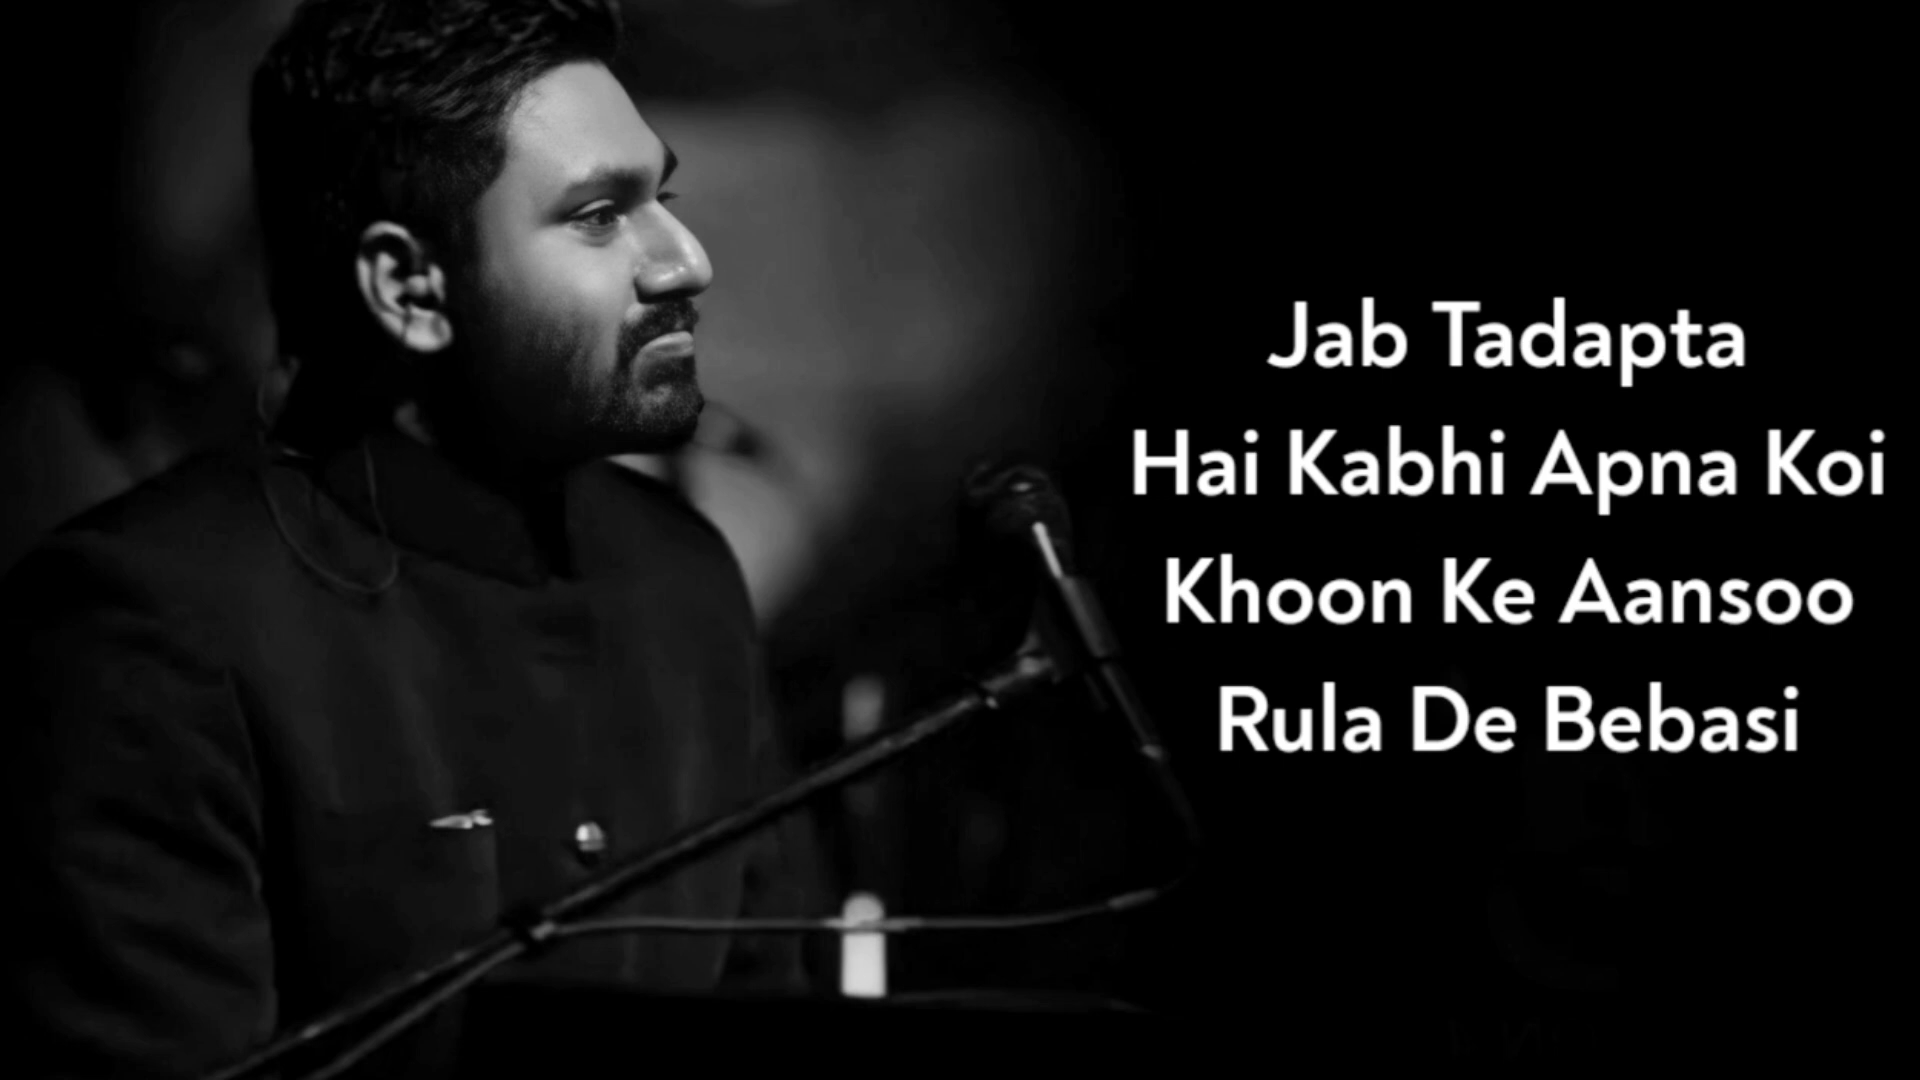 Jab Tadapta
Hai Kabhi Apna Koi
Khoon Ke Aansoo
Rula De Bebasi